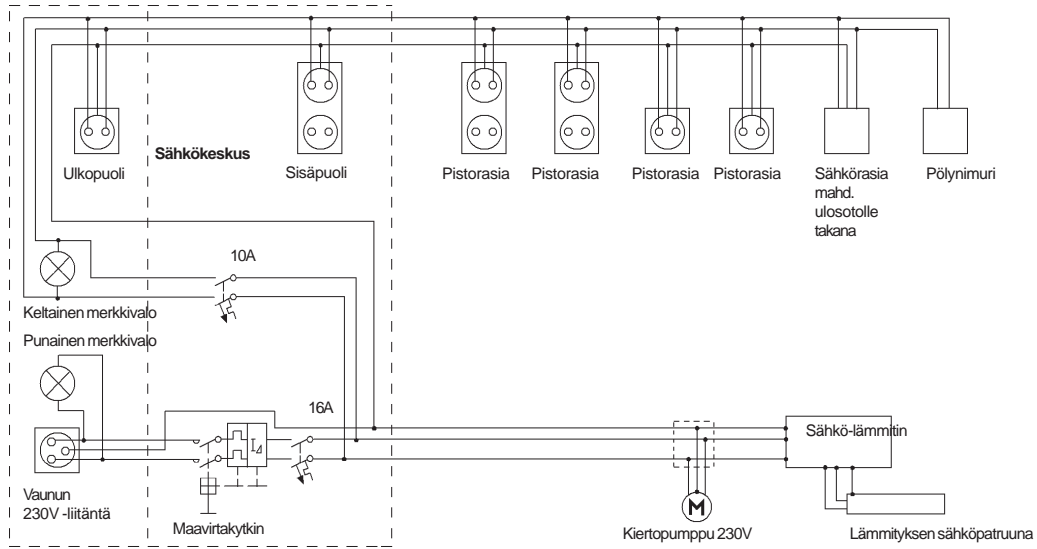 Ulkopuoli
Sähkökeskus
Sisäpuoli
Pistorasia
Pistorasia
Pistorasia
Pistorasia
Sähkörasia
mahd.
ulosotolle
takana
Pölynimuri
10A
Keltainen merkkivalo
Punainen merkkivalo
16A
I⊿
Sähkö-lämmitin
Vaunun
230V -liitäntä
Maavirtakytkin
M
Kiertopumppu 230V
Lämmityksen sähköpatruuna